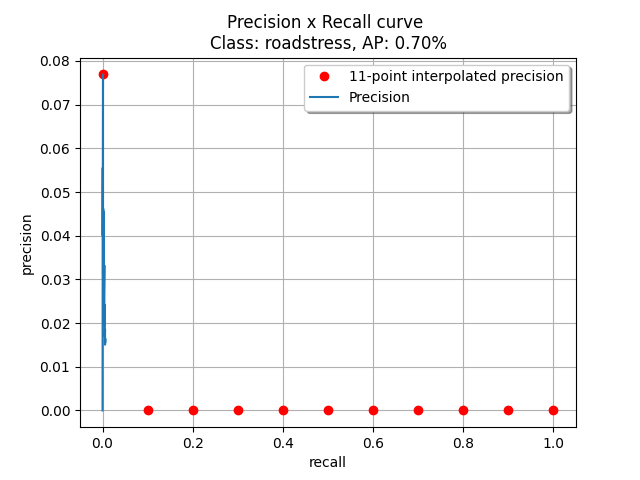 Precision x Recall curve
Class: roadstress, AP: 0.70%
11-point interpolated precision
Precision
0.08
0.07
0.06
0.05
0.04
0.03
0.02
0.01
0.00
precision
0.0 0.2 0.4 0.6 0.8 1.0
recall